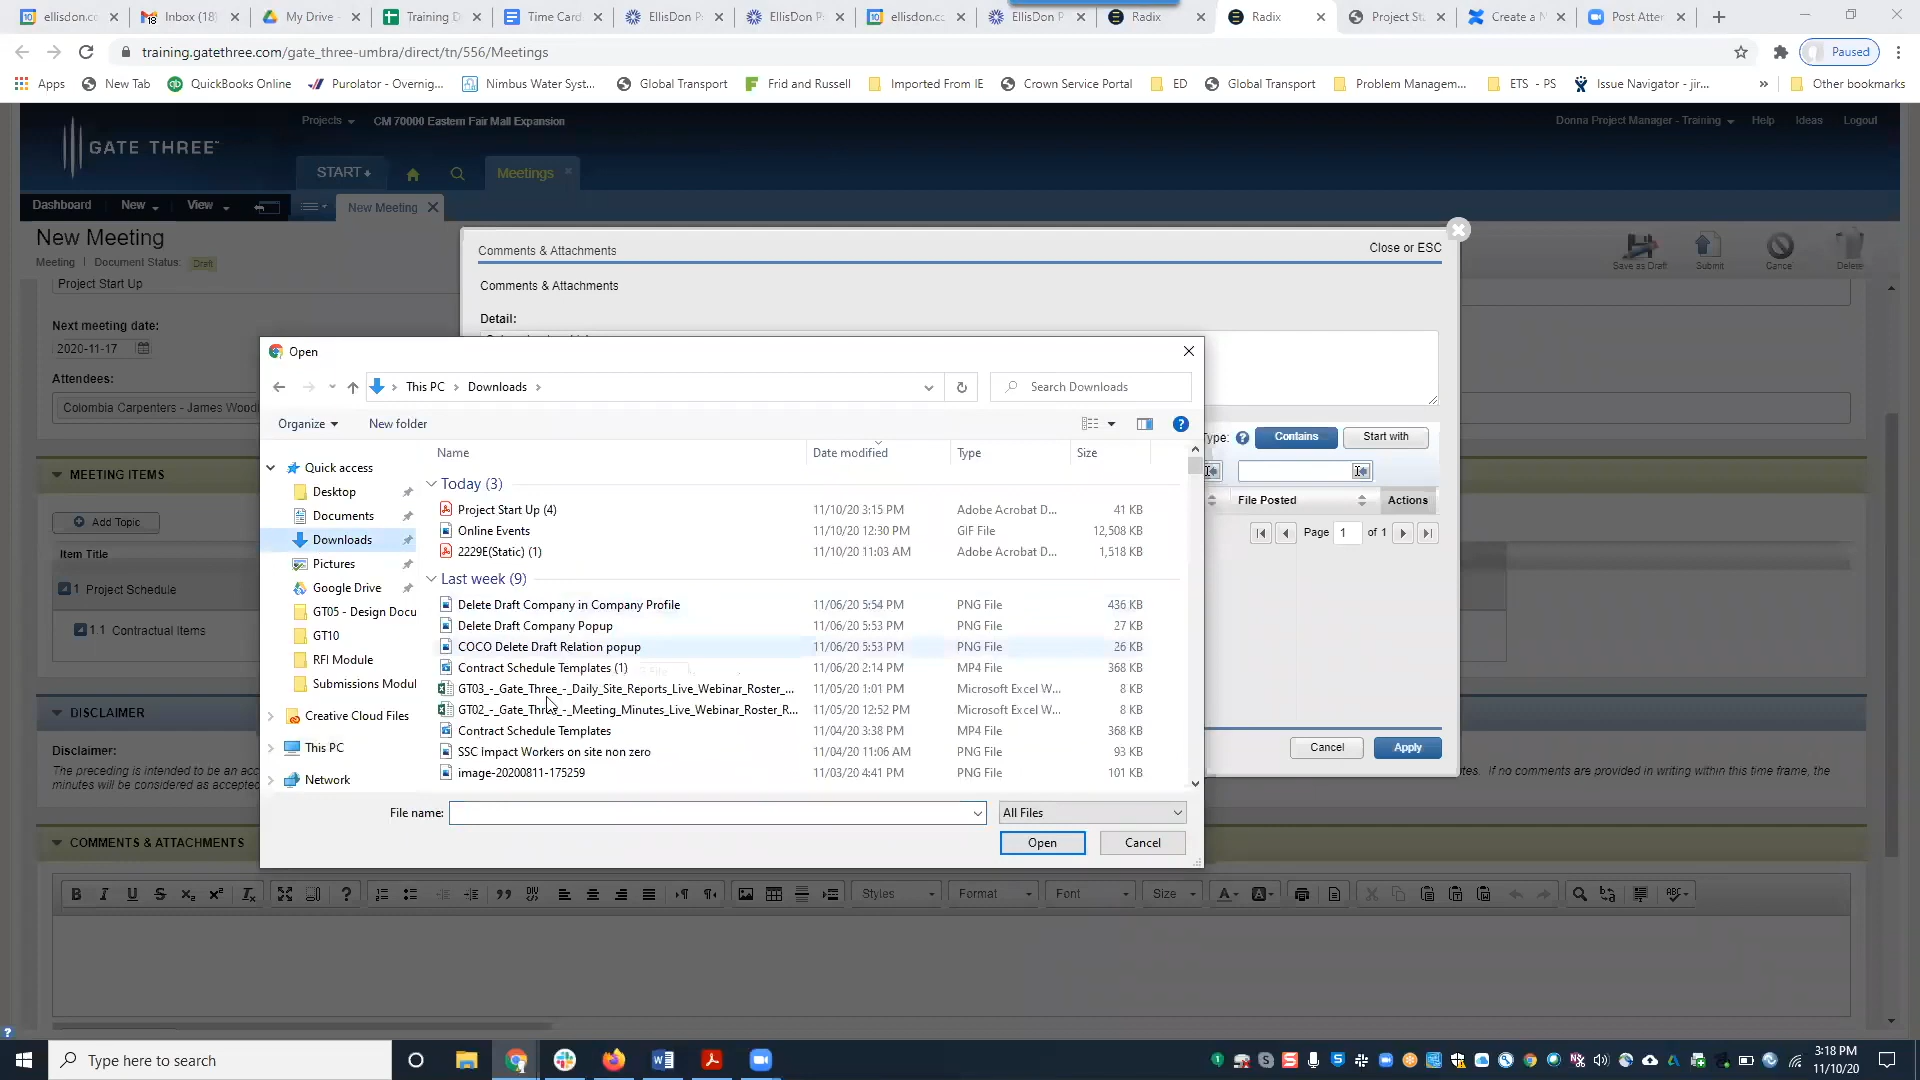 ellisdon.c
Inbox (18)
My Drive -
Training D
Time Card
EllisDon P
EllisDon P
ellisdon.cc
EllisDon P
Radix
Radix
Project St
Create a M
Post Atter
training.gatethree.com/gate_three-umbra/direct/tn/556/Meetings
Paused
Apps
New Tab
QuickBooks Online
Purolator - Overnig...
Nimbus Water Syst...
Global Transport
Frid and Russell
Imported From IE
Crown Service Portal
ED
Global Transport
Problem Managem...
ETS - PS
Issue Navigator - jir...
»
Other bookmarks
GATE THREE™
Projects
CM 70000 Eastern Fair Mall Expansion
Donna Project Manager - Training
Help
Ideas
Logout
START+
Meetings
Dashboard
New
View
New Meeting
New Meeting
Meeting | Document Status: Draft
Save as Draft
Submit
Cancel
Delete
Project Start Up
Next meeting date:
2020-11-17
Attendees:
Colombia Carpenters - James Woodl
MEETING ITEMS
Add Topic
Item Title
1 Project Schedule
1.1 Contractual Items
DISCLAIMER
Disclaimer:
The preceding is intended to be an acc
minutes will be considered as accepted
tes. If no comments are provided in writing within this time frame, the
COMMENTS & ATTACHMENTS
Styles
Format
Font
Size
Comments & Attachments
Close or ESC
Comments & Attachments
Detail:
Type:
Contains
Start with
File Posted
Actions
Page 1 of 1
Cancel
Apply
Open
This PC
Downloads
Search Downloads
Organize
New folder
Name
Date modified
Type
Size
Quick access
Desktop
Documents
Downloads
Pictures
Google Drive
GT05 - Design Docu
GT10
RFI Module
Submissions Modul
Creative Cloud Files
This PC
Network
Today (3)
Project Start Up (4) 11/10/20 3:15 PM Adobe Acrobat D... 41 KB
Online Events 11/10/20 12:30 PM GIF File 12,508 KB
2229E(Static) (1) 11/10/20 11:03 AM Adobe Acrobat D... 1,518 KB
Last week (9)
Delete Draft Company in Company Profile 11/06/20 5:54 PM PNG File 436 KB
Delete Draft Company Popup 11/06/20 5:53 PM PNG File 27 KB
COCO Delete Draft Relation popup 11/06/20 5:53 PM PNG File 26 KB
Contract Schedule Templates (1) 11/06/20 2:14 PM MP4 File 368 KB
GT03_-_Gate_Three_-_Daily_Site_Reports_Live_Webinar_Roster_... 11/05/20 1:01 PM Microsoft Excel W... 8 KB
GT02_-_Gate_Three_-_Meeting_Minutes_Live_Webinar_Roster_R... 11/05/20 12:52 PM Microsoft Excel W... 8 KB
Contract Schedule Templates 11/04/20 3:38 PM MP4 File 368 KB
SSC Impact Workers on site non zero 11/04/20 11:06 AM PNG File 93 KB
image-20200811-175259 11/03/20 4:41 PM PNG File 101 KB
File name:
All Files
Open
Cancel
Type here to search
3:18 PM
11/10/20